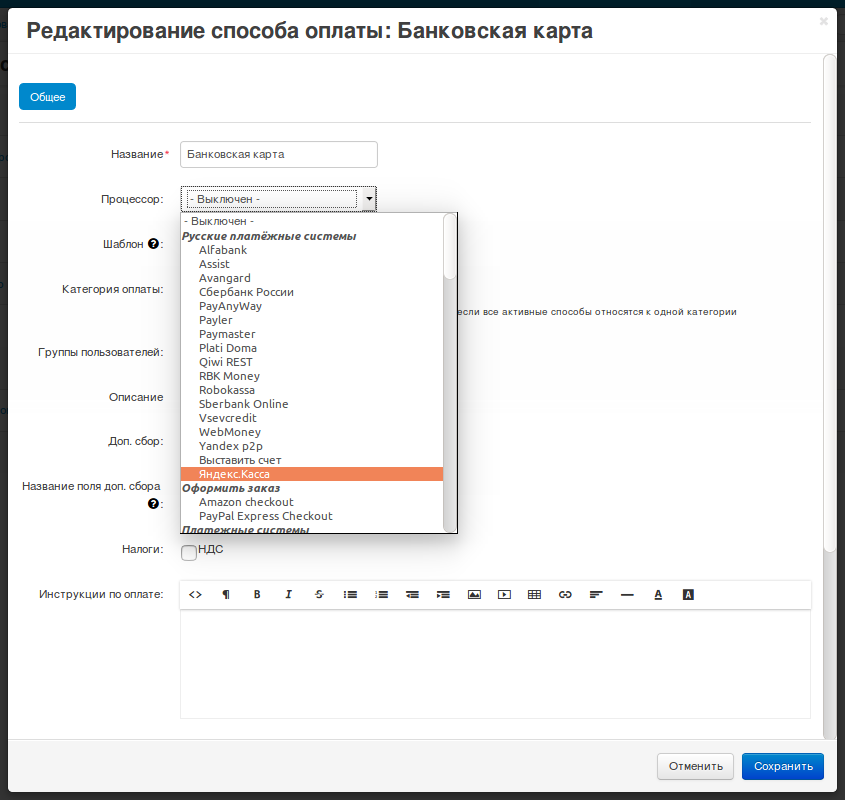 Редактирование способа оплаты: Банковская карта
×
Общее
Название*
Банковская карта
Процессор:
- Выключен -
- Выключен -
Русские платёжные системы
Шаблон ?:
Alfabank
Assist
Avangard
Категория оплаты:
Сбербанк России
PayAnyWay
если все активные способы относятся к одной категории
Payler
Paymaster
Plati Doma
Группы пользователей:
Qiwi REST
RBK Money
Robokassa
Описание
Sberbank Online
Vsevcredit
WebMoney
Доп. сбор:
Yandex p2p
Выставить счет
Яндекс.Касса
Название поля доп. сбора ?:
Оформить заказ
Amazon checkout
PayPal Express Checkout
Платежные системы
Налоги:
НДС
Инструкции по оплате:
<> ¶ B I S A A
Отменить
Сохранить